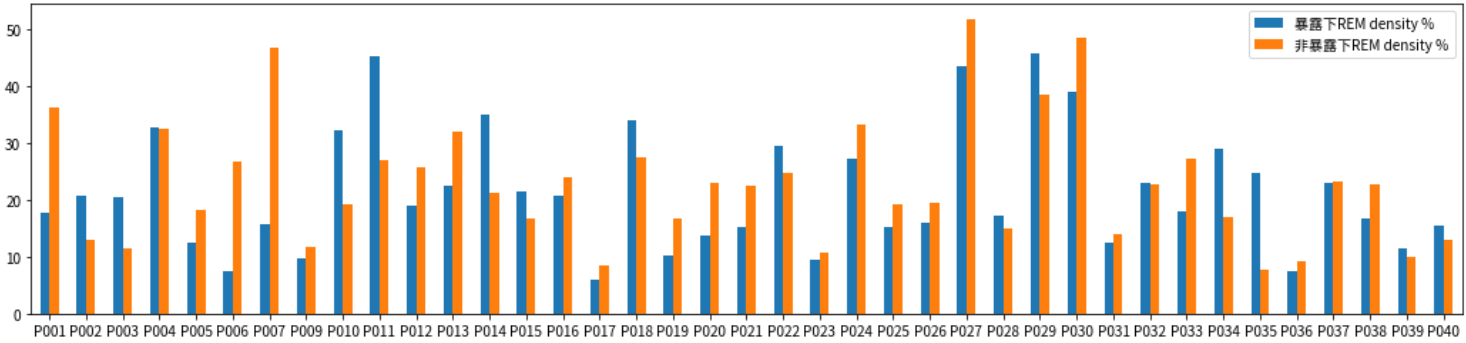 暴露下REM density %
非暴露下REM density %
50
40
30
20
10
0
P001 P002 P003 P004 P005 P006 P007 P009 P010 P011 P012 P013 P014 P015 P016 P017 P018 P019 P020 P021 P022 P023 P024 P025 P026 P027 P028 P029 P030 P031 P032 P033 P034 P035 P036 P037 P038 P039 P040